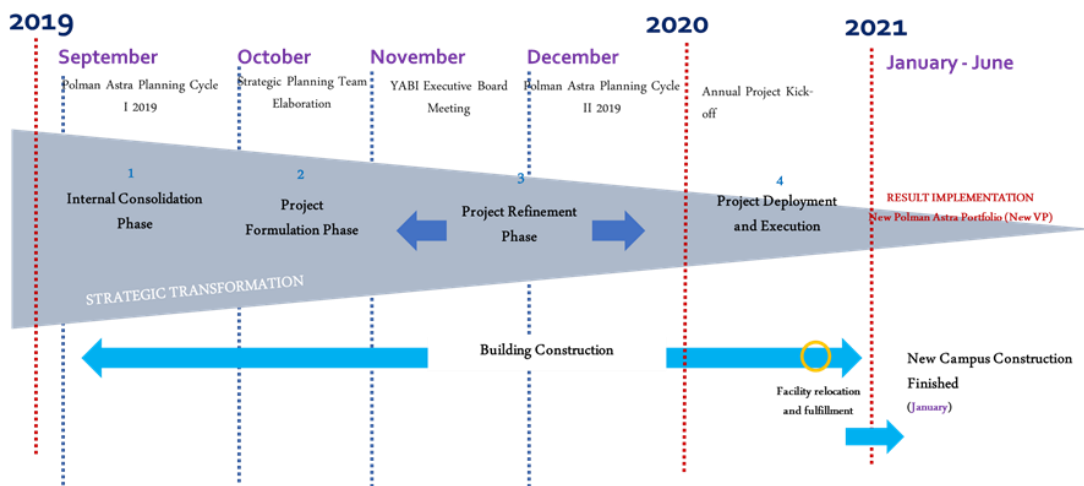 2019
2020
2021
September
October
November
December
January - June
Polman Astra Planning Cycle
I 2019
Strategic Planning Team
Elaboration
YABI Executive Board
Meeting
Polman Astra Planning Cycle
II 2019
Annual Project Kick-
off
1
Internal Consolidation
Phase
2
Project
Formulation Phase
3
Project Refinement
Phase
4
Project Deployment
and Execution
RESULT IMPLEMENTATION
New Polman Astra Portfolio (New VP)
STRATEGIC TRANSFORMATION
Building Construction
Facility relocation
and fulfillment
New Campus Construction
Finished
(January)